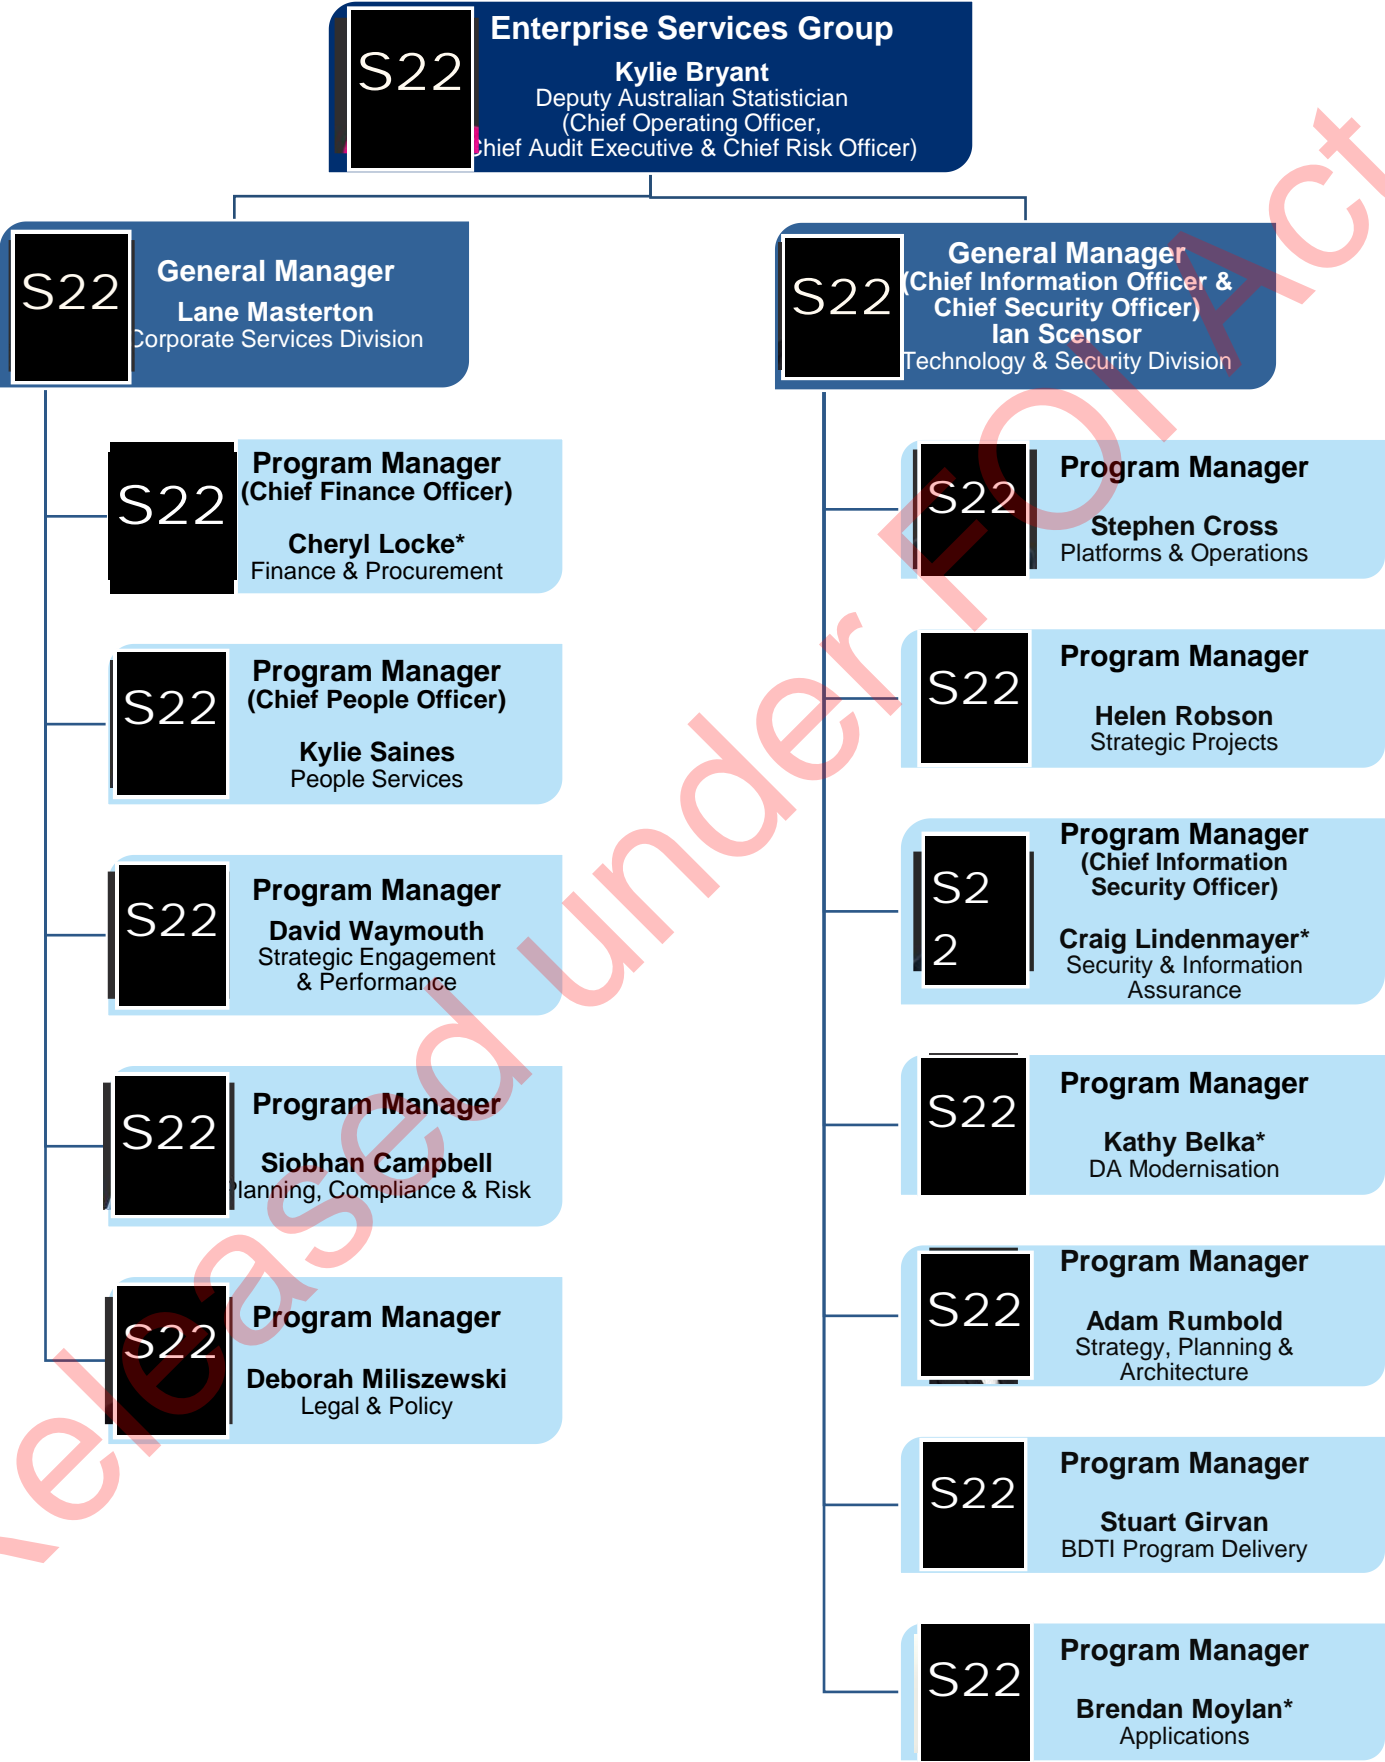 S22
Enterprise Services Group
Kylie Bryant
Deputy Australian Statistician
(Chief Operating Officer,
Chief Audit Executive & Chief Risk Officer)
S22
General Manager
Lane Masterton
Corporate Services Division
S22
Program Manager
(Chief Finance Officer)
Cheryl Locke*
Finance & Procurement
S22
Program Manager
(Chief People Officer)
Kylie Saines
People Services
S22
Program Manager
David Waymouth
Strategic Engagement
& Performance
S22
Program Manager
Siobhan Campbell
Planning, Compliance & Risk
S22
Program Manager
Deborah Miliszewski
Legal & Policy
S22
General Manager
(Chief Information Officer &
Chief Security Officer)
Ian Scensor
Technology & Security Division
S22
Program Manager
Stephen Cross
Platforms & Operations
S22
Program Manager
Helen Robson
Strategic Projects
S2
2
Program Manager
(Chief Information
Security Officer)
Craig Lindenmayer*
Security & Information
Assurance
S22
Program Manager
Kathy Belka*
DA Modernisation
S22
Program Manager
Adam Rumbold
Strategy, Planning &
Architecture
S22
Program Manager
Stuart Girvan
BDTI Program Delivery
S22
Program Manager
Brendan Moylan*
Applications
Released under FOI Act